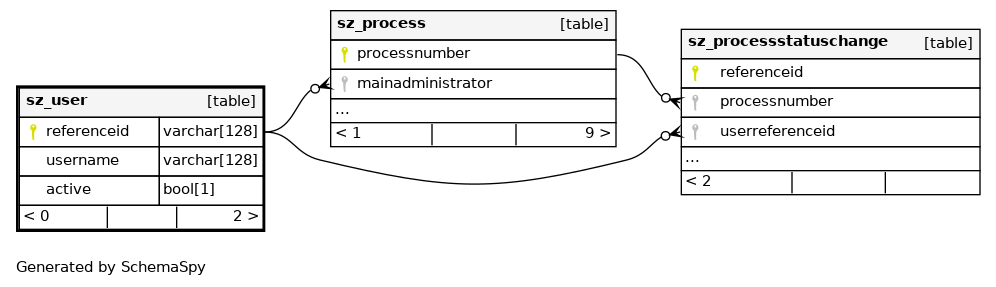 sz_user [table]
referenceid varchar[128]
username varchar[128]
active bool[1]
< 0 2 >
sz_process [table]
processnumber
mainadministrator
...
< 1 9 >
sz_processstatuschange [table]
referenceid
processnumber
userreferenceid
...
< 2
Generated by SchemaSpy